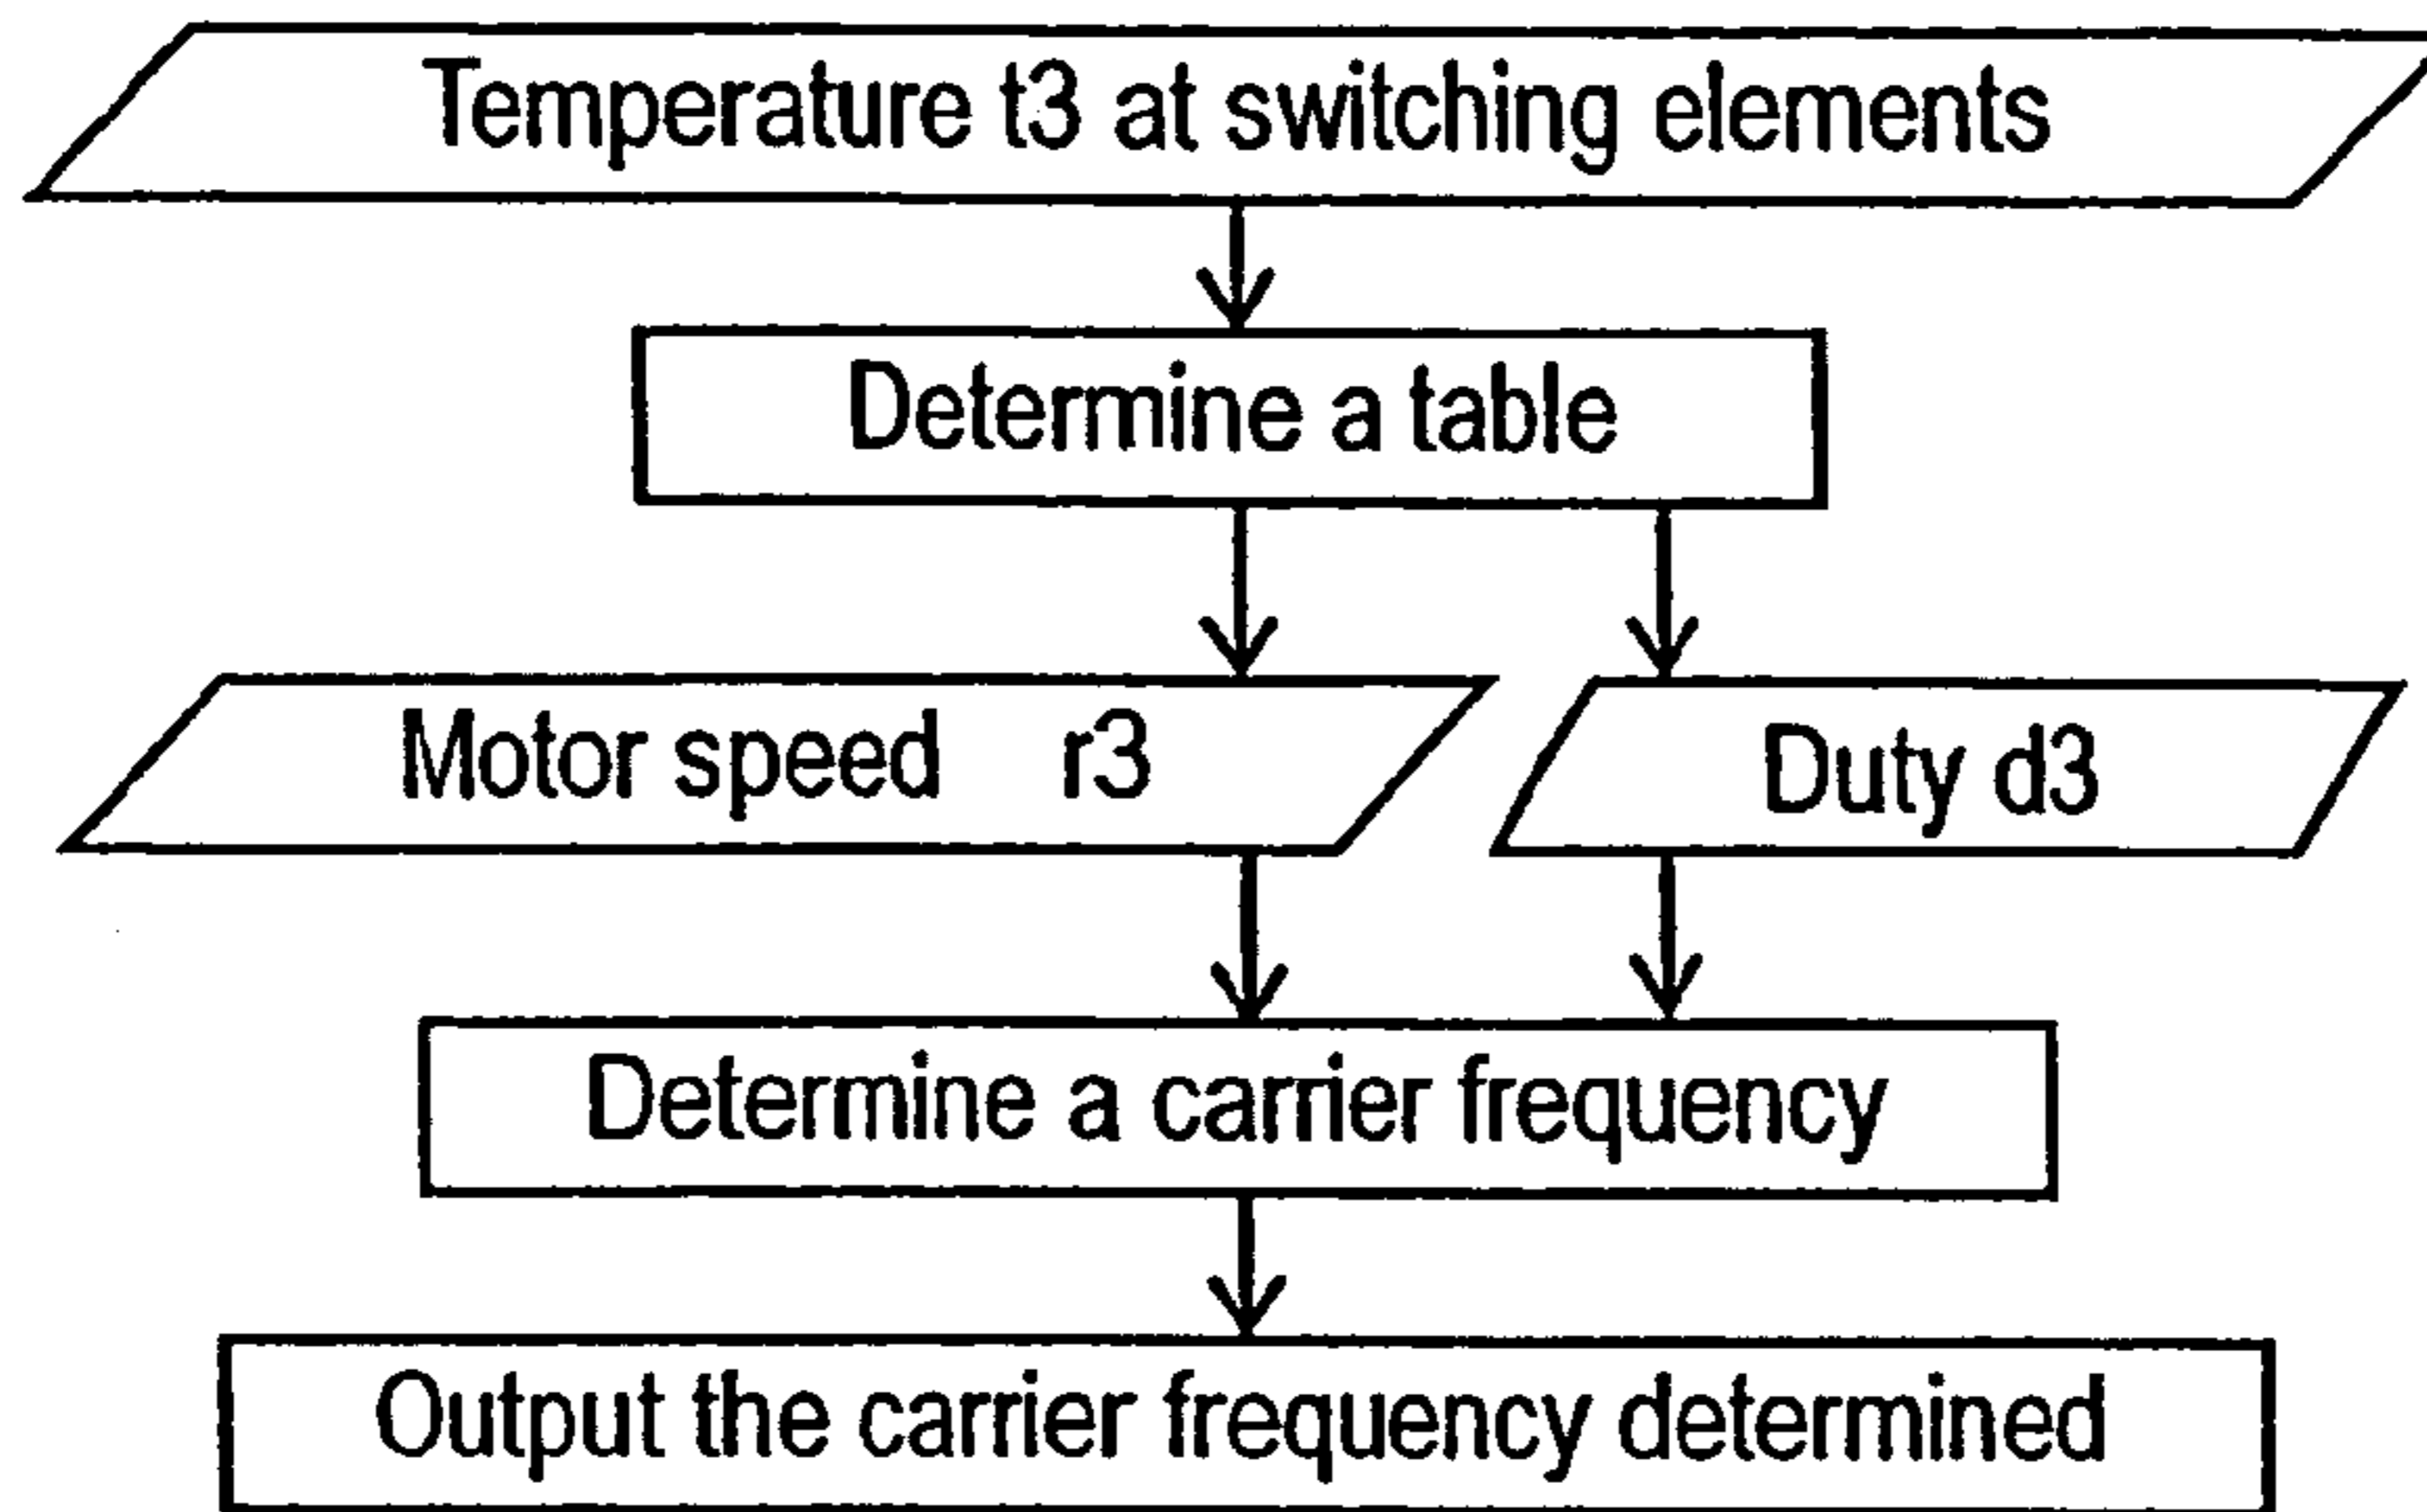 Temperature t3 at switching elements
Determine a table
Motor speed r3
Duty d3
Determine a carrier frequency
Output the carrier frequency determined